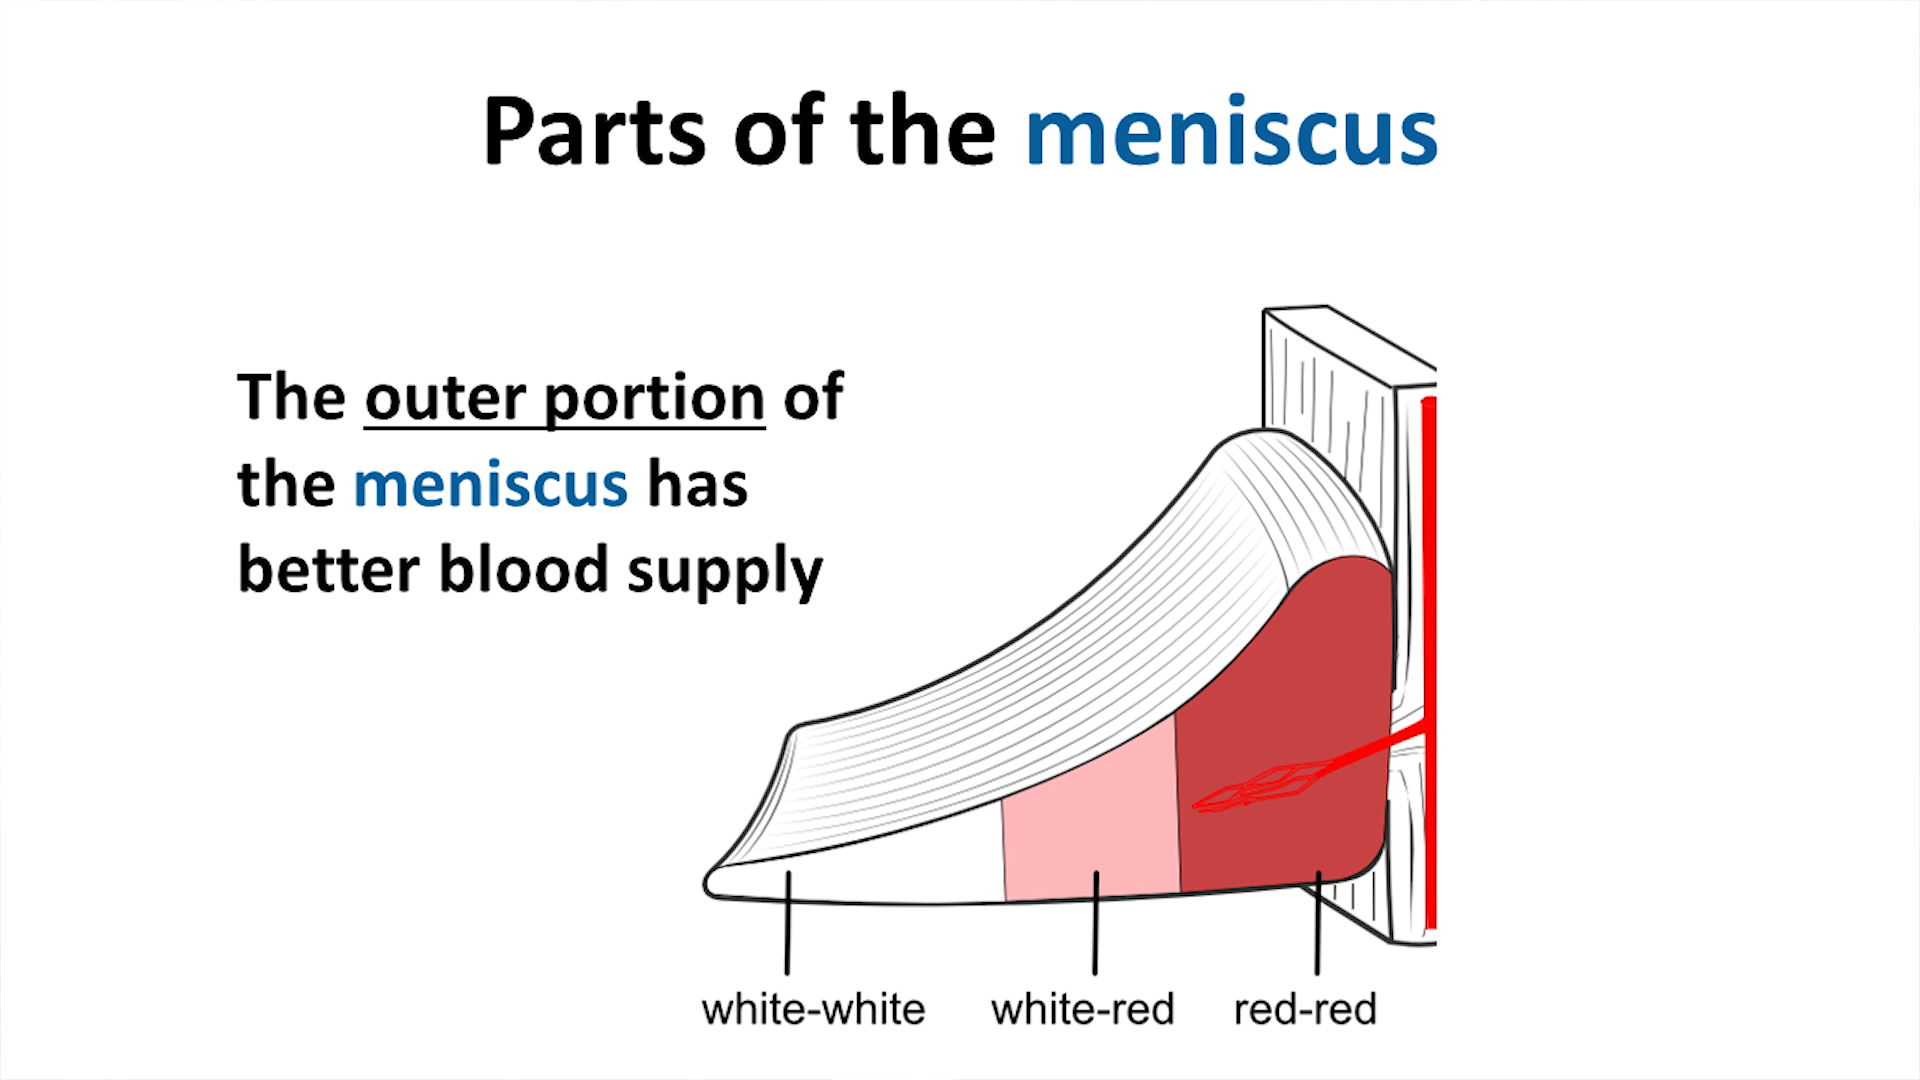 Parts of the meniscus
The outer portion of
the meniscus has
better blood supply
white-white
white-red
red-red